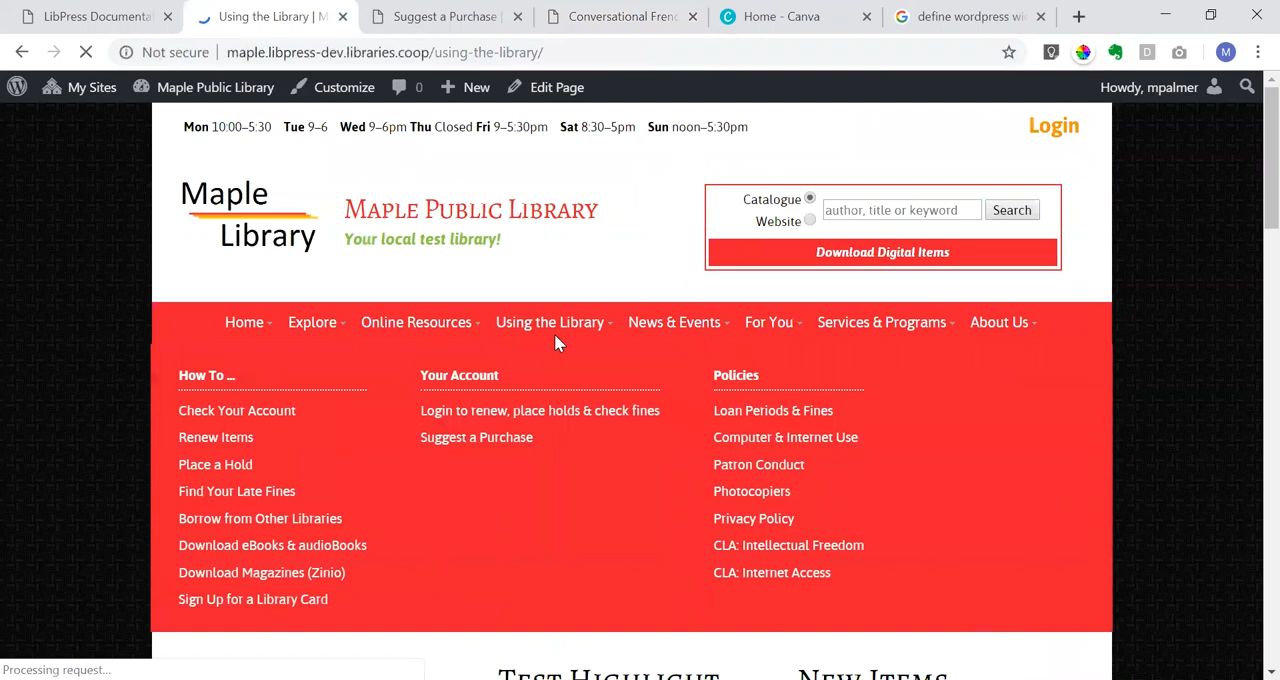 LibPress Documenta
Using the Library | M
Suggest a Purchase
Conversational Frenc
Home - Canva
define wordpress wi
Not secure | maple.libpress-dev.libraries.coop/using-the-library/
D
M
My Sites Maple Public Library Customize 0 New Edit Page Howdy, mpalmer
Mon 10:00–5:30 Tue 9–6 Wed 9–6pm Thu Closed Fri 9–5:30pm Sat 8:30–5pm Sun noon–5:30pm
Login
Maple
Library
Maple Public Library
Your local test library!
Catalogue
Website
author, title or keyword
Search
Download Digital Items
Home Explore Online Resources Using the Library News & Events For You Services & Programs About Us
How To ...
Check Your Account
Renew Items
Place a Hold
Find Your Late Fines
Borrow from Other Libraries
Download eBooks & audioBooks
Download Magazines (Zinio)
Sign Up for a Library Card
Your Account
Login to renew, place holds & check fines
Suggest a Purchase
Policies
Loan Periods & Fines
Computer & Internet Use
Patron Conduct
Photocopiers
Privacy Policy
CLA: Intellectual Freedom
CLA: Internet Access
Processing request...
Test Highlight
New Items